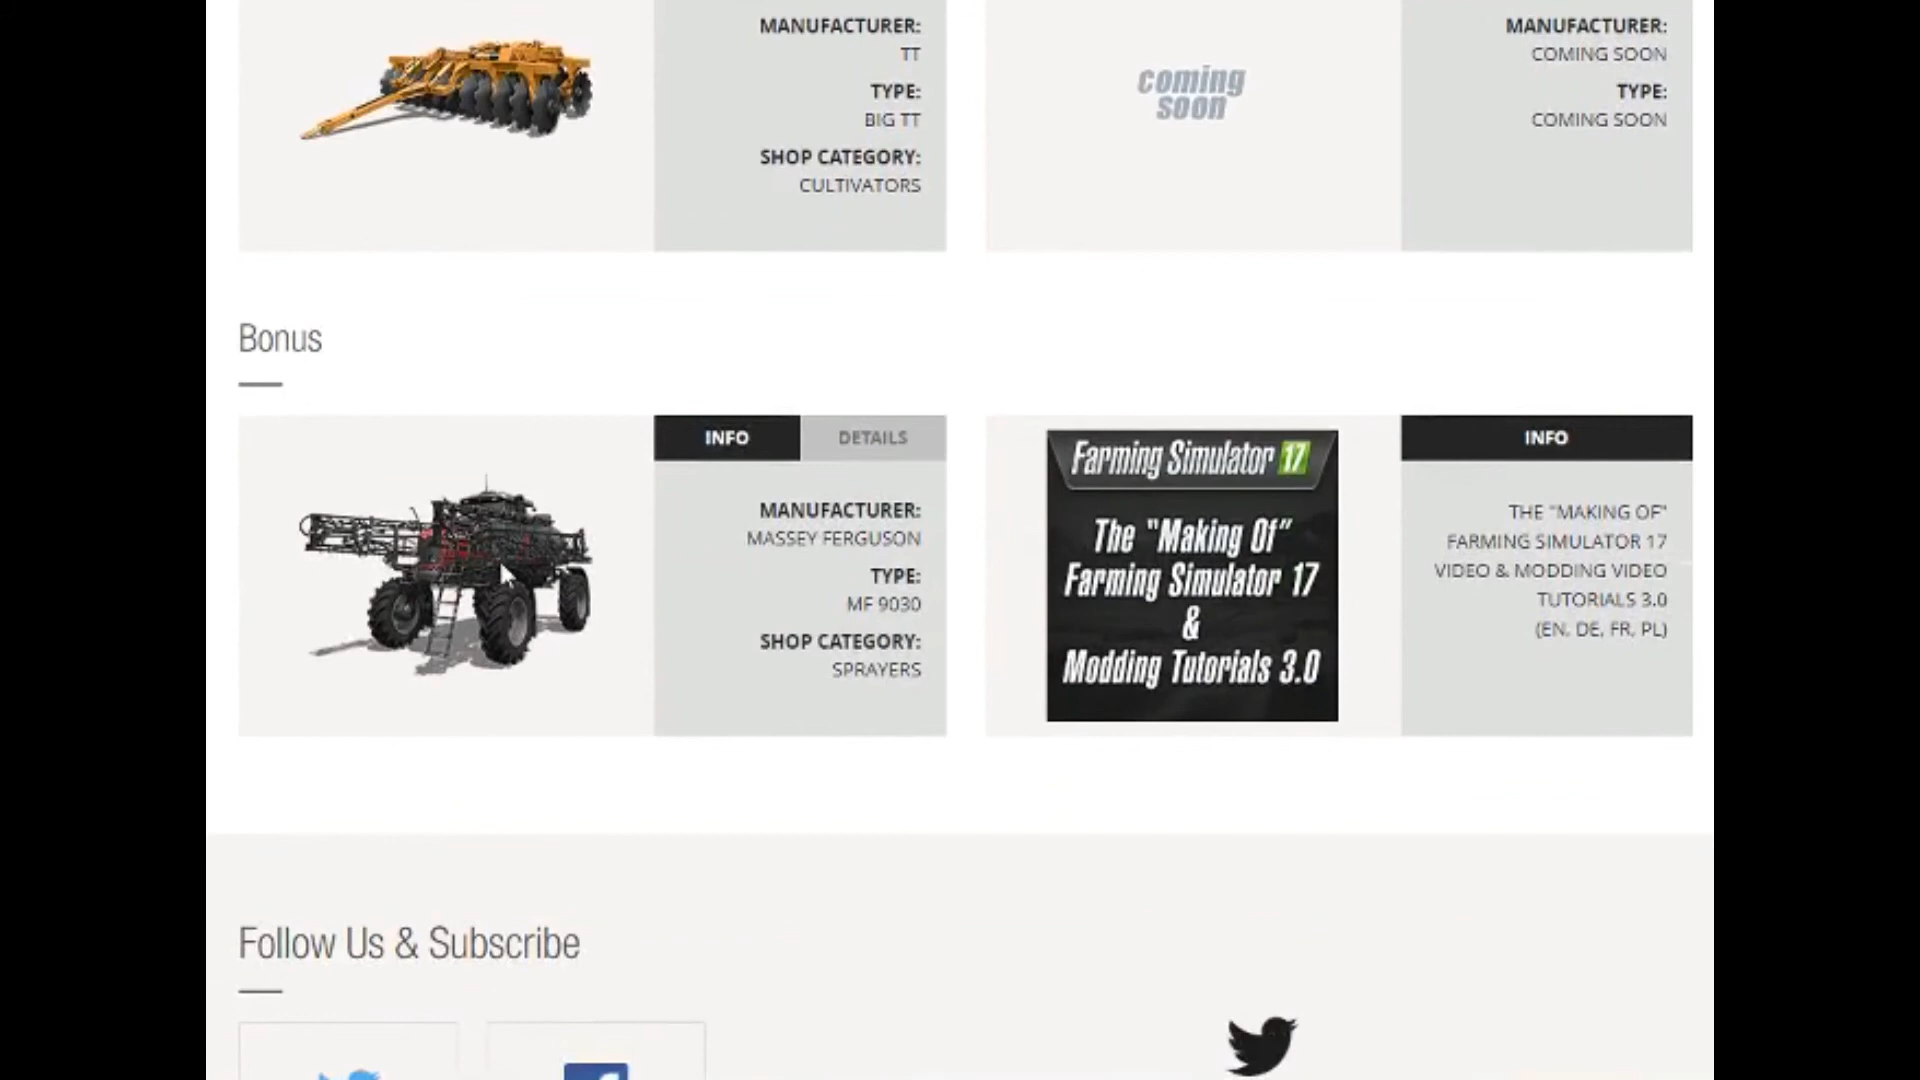 MANUFACTURER:
TT
TYPE:
BIG TT
SHOP CATEGORY:
CULTIVATORS
coming
soon
MANUFACTURER:
COMING SOON
TYPE:
COMING SOON
Bonus
INFO
DETAILS
MANUFACTURER:
MASSEY FERGUSON
TYPE:
MF 9030
SHOP CATEGORY:
SPRAYERS
Farming Simulator 17
The "Making Of"
Farming Simulator 17
&
Modding Tutorials 3.0
INFO
THE "MAKING OF"
FARMING SIMULATOR 17
VIDEO & MODDING VIDEO
TUTORIALS 3.0
(EN, DE, FR, PL)
Follow Us & Subscribe